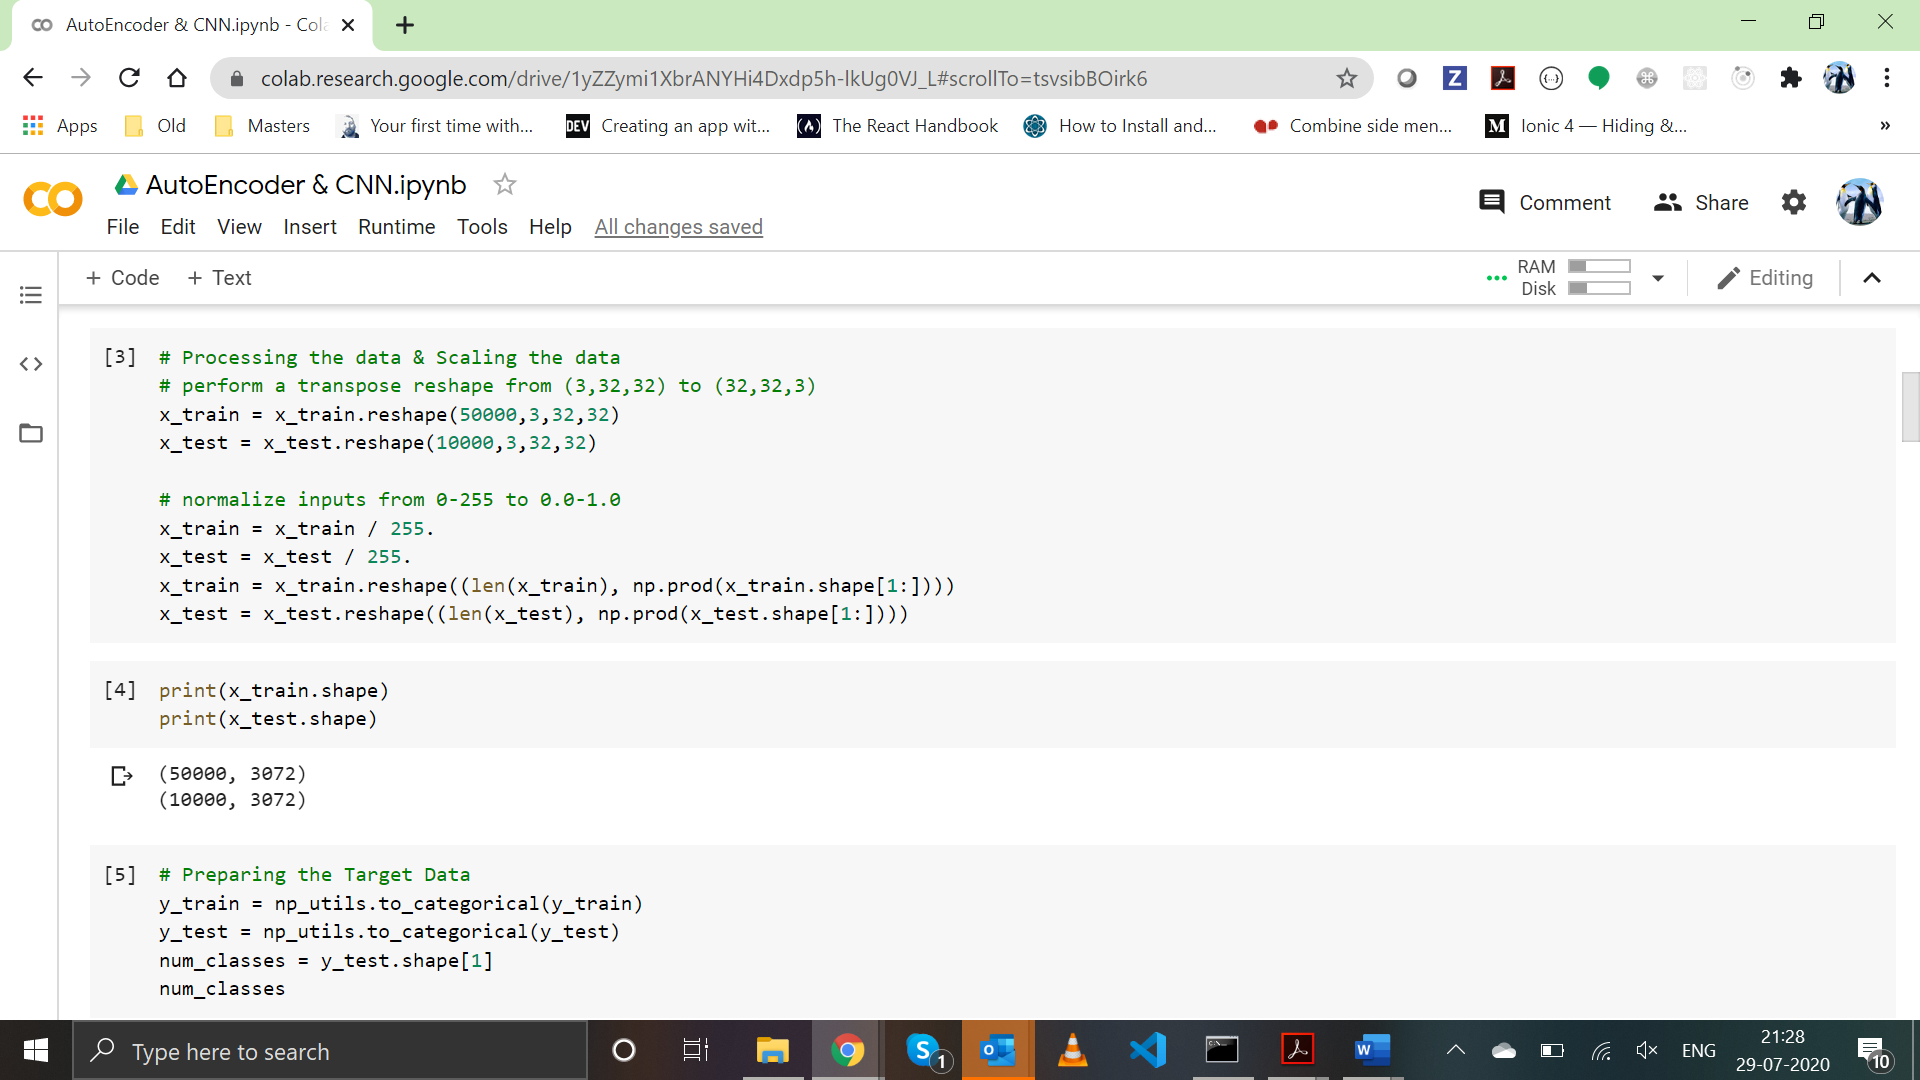 AutoEncoder & CNN.ipynb - Cola
colab.research.google.com/drive/1yZZymi1XbrANYHi4Dxdp5h-lkUg0VJ_L#scrollTo=tsvsibBOirk6
Apps Old Masters Your first time with... DEV Creating an app wit... The React Handbook How to Install and... Combine side men... M Ionic 4 — Hiding &... »
AutoEncoder & CNN.ipynb
Comment Share
File Edit View Insert Runtime Tools Help All changes saved
+ Code + Text
RAM
Disk
Editing
[3] # Processing the data & Scaling the data
# perform a transpose reshape from (3,32,32) to (32,32,3)
x_train = x_train.reshape(50000,3,32,32)
x_test = x_test.reshape(10000,3,32,32)
# normalize inputs from 0-255 to 0.0-1.0
x_train = x_train / 255.
x_test = x_test / 255.
x_train = x_train.reshape((len(x_train), np.prod(x_train.shape[1:])))
x_test = x_test.reshape((len(x_test), np.prod(x_test.shape[1:])))
[4] print(x_train.shape)
print(x_test.shape)
(50000, 3072)
(10000, 3072)
[5] # Preparing the Target Data
y_train = np_utils.to_categorical(y_train)
y_test = np_utils.to_categorical(y_test)
num_classes = y_test.shape[1]
num_classes
Type here to search
S 1
ENG
21:28
29-07-2020
10